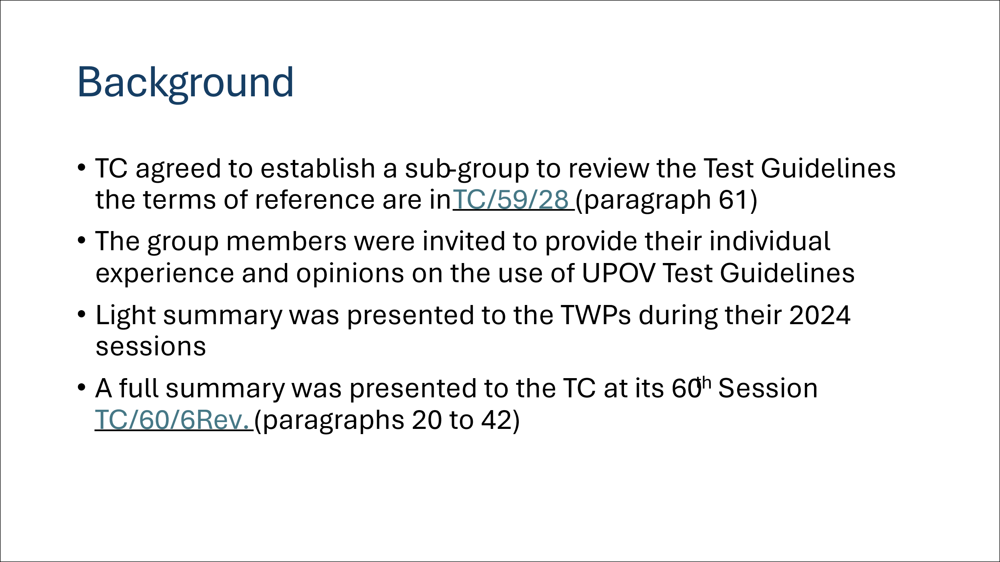 Background
• TC agreed to establish a sub-group to review the Test Guidelines
the terms of reference are in TC/59/28 (paragraph 61)
• The group members were invited to provide their individual
experience and opinions on the use of UPOV Test Guidelines
• Light summary was presented to the TWPs during their 2024
sessions
• A full summary was presented to the TC at its 60th Session
TC/60/6Rev. (paragraphs 20 to 42)